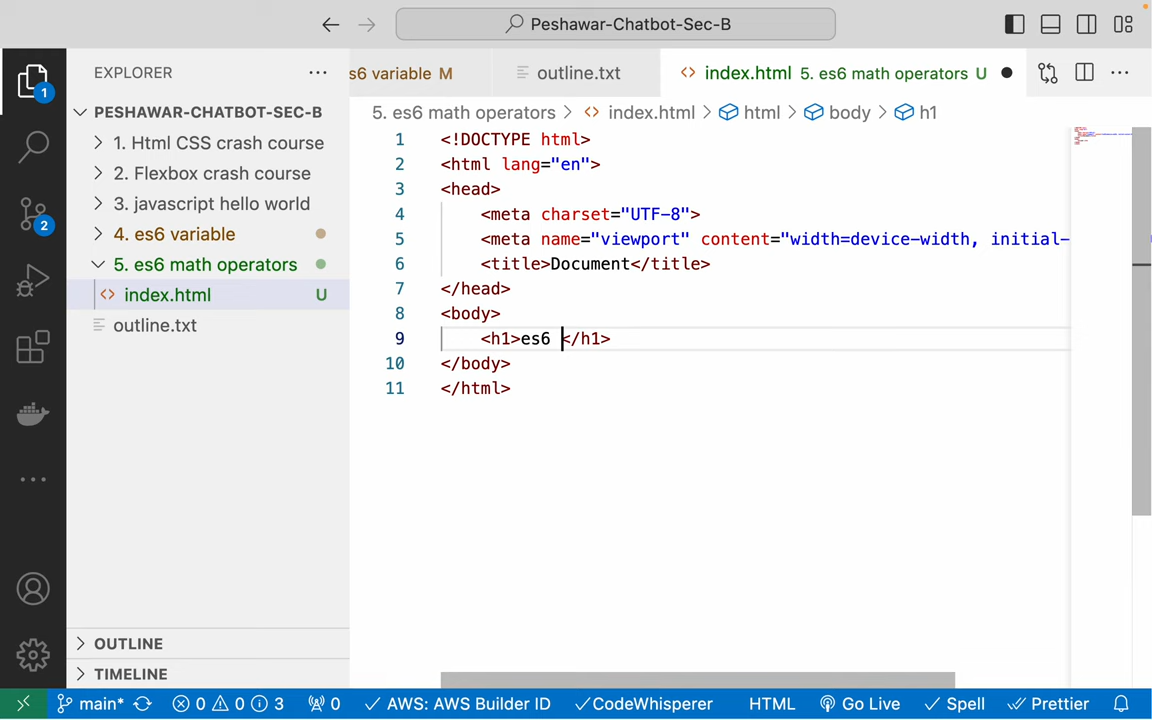 Peshawar-Chatbot-Sec-B
EXPLORER
s6 variable M
outline.txt
index.html 5. es6 math operators U
1
PESHAWAR-CHATBOT-SEC-B
5. es6 math operators
index.html
html
body
h1
1. Html CSS crash course
2. Flexbox crash course
3. javascript hello world
4. es6 variable
5. es6 math operators
index.html U
outline.txt
2
1 <!DOCTYPE html>
2 <html lang="en">
3 <head>
4 <meta charset="UTF-8">
5 <meta name="viewport" content="width=device-width, initial-
6 <title>Document</title>
7 </head>
8 <body>
9 <h1>es6 </h1>
10 </body>
11 </html>
OUTLINE
TIMELINE
main* 0 0 3 0 AWS: AWS Builder ID CodeWhisperer HTML Go Live Spell Prettier